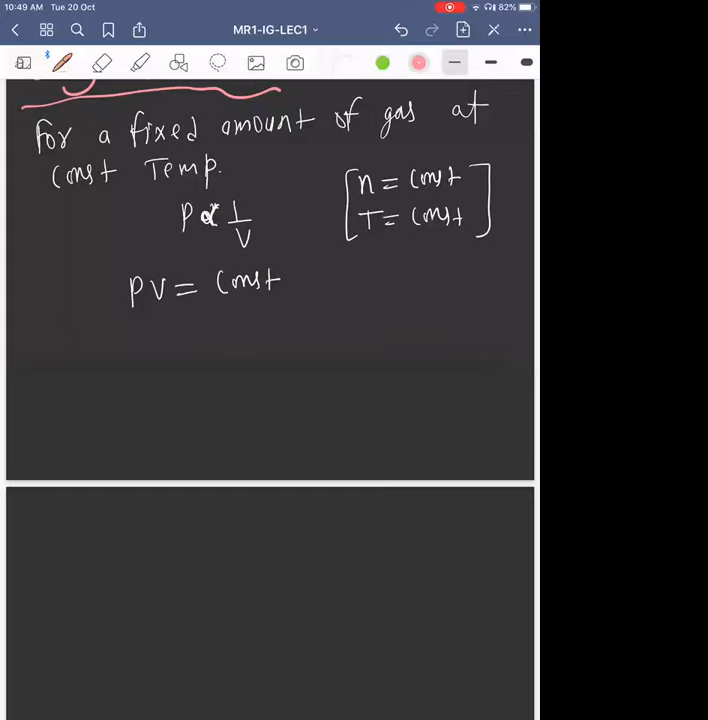 10:49 AM Tue 20 Oct
82%
MR1-IG-LEC1
For a fixed amount of gas at
const Temp.
n = const
T = const
P ∝ 1/V
PV = Const